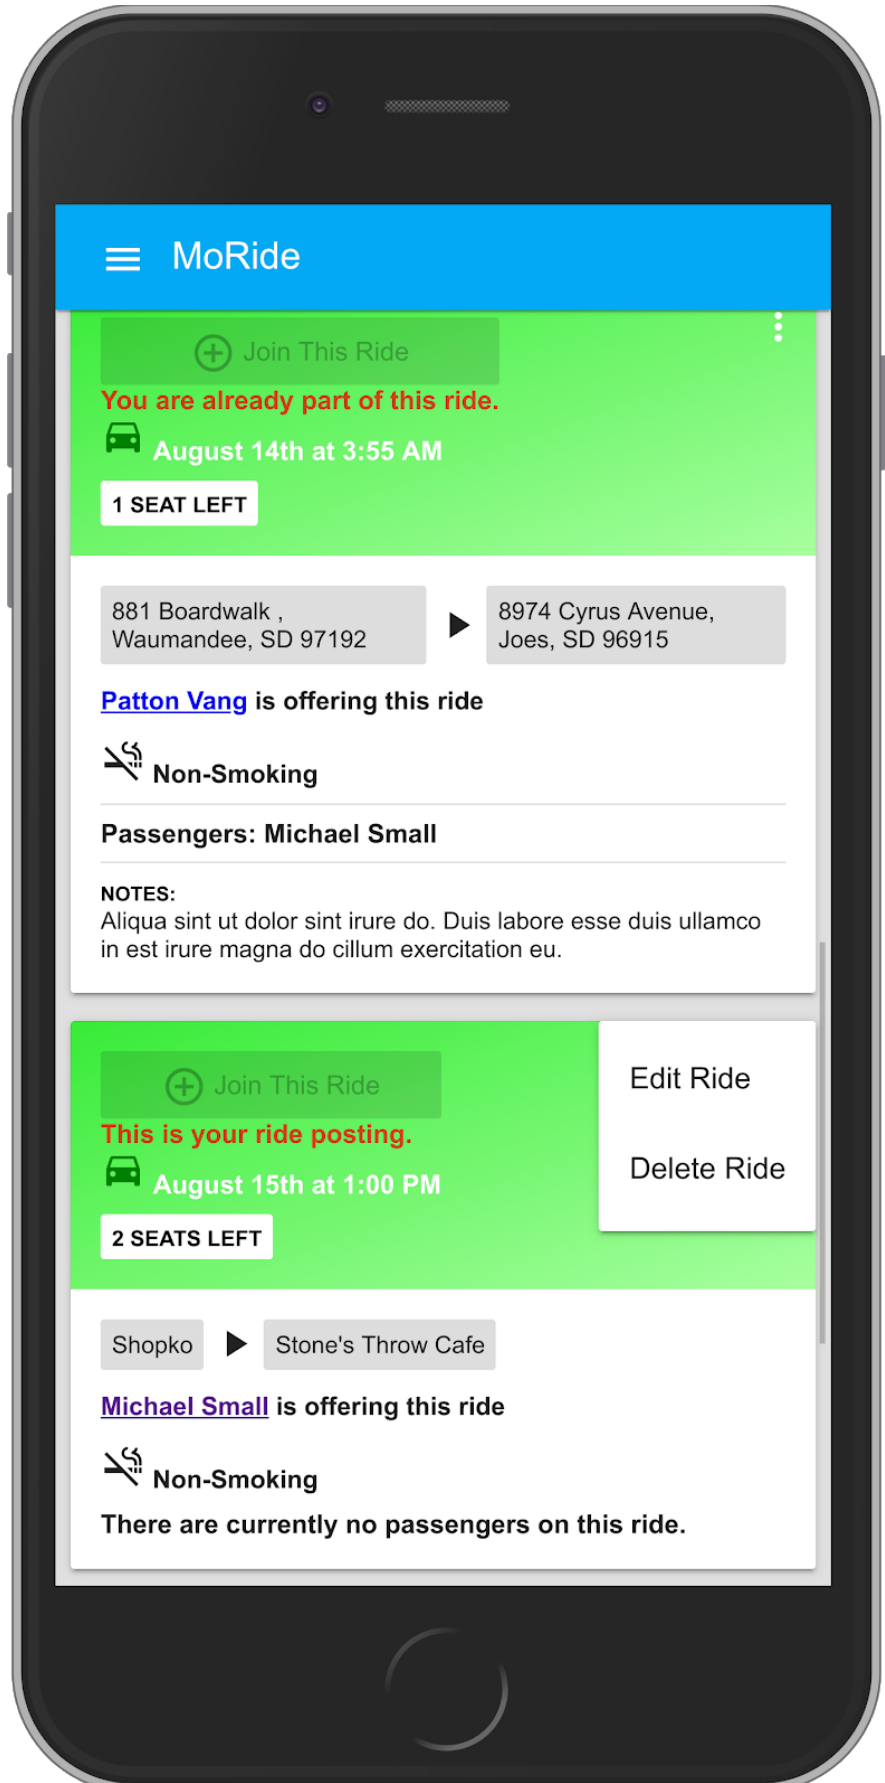 MoRide
Join This Ride
You are already part of this ride.
August 14th at 3:55 AM
1 SEAT LEFT
881 Boardwalk ,
Waumandee, SD 97192
8974 Cyrus Avenue,
Joes, SD 96915
Patton Vang is offering this ride
Non-Smoking
Passengers: Michael Small
NOTES:
Aliqua sint ut dolor sint irure do. Duis labore esse duis ullamco
in est irure magna do cillum exercitation eu.
Join This Ride
This is your ride posting.
August 15th at 1:00 PM
2 SEATS LEFT
Edit Ride
Delete Ride
Shopko
Stone's Throw Cafe
Michael Small is offering this ride
Non-Smoking
There are currently no passengers on this ride.